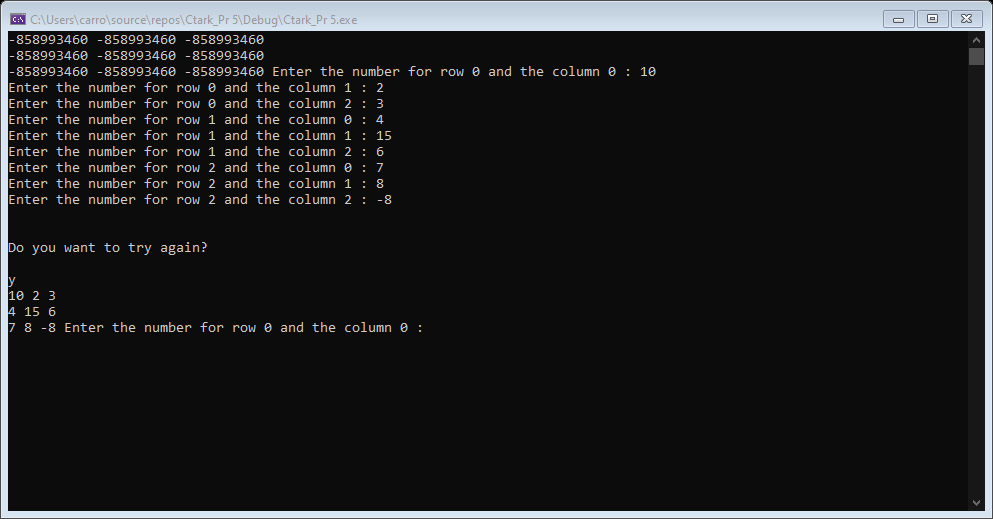 C:\Users\carro\source\repos\Ctark_Pr 5\Debug\Ctark_Pr 5.exe
-858993460 -858993460 -858993460
-858993460 -858993460 -858993460
-858993460 -858993460 -858993460 Enter the number for row 0 and the column 0 : 10
Enter the number for row 0 and the column 1 : 2
Enter the number for row 0 and the column 2 : 3
Enter the number for row 1 and the column 0 : 4
Enter the number for row 1 and the column 1 : 15
Enter the number for row 1 and the column 2 : 6
Enter the number for row 2 and the column 0 : 7
Enter the number for row 2 and the column 1 : 8
Enter the number for row 2 and the column 2 : -8
Do you want to try again?
y
10 2 3
4 15 6
7 8 -8 Enter the number for row 0 and the column 0 :